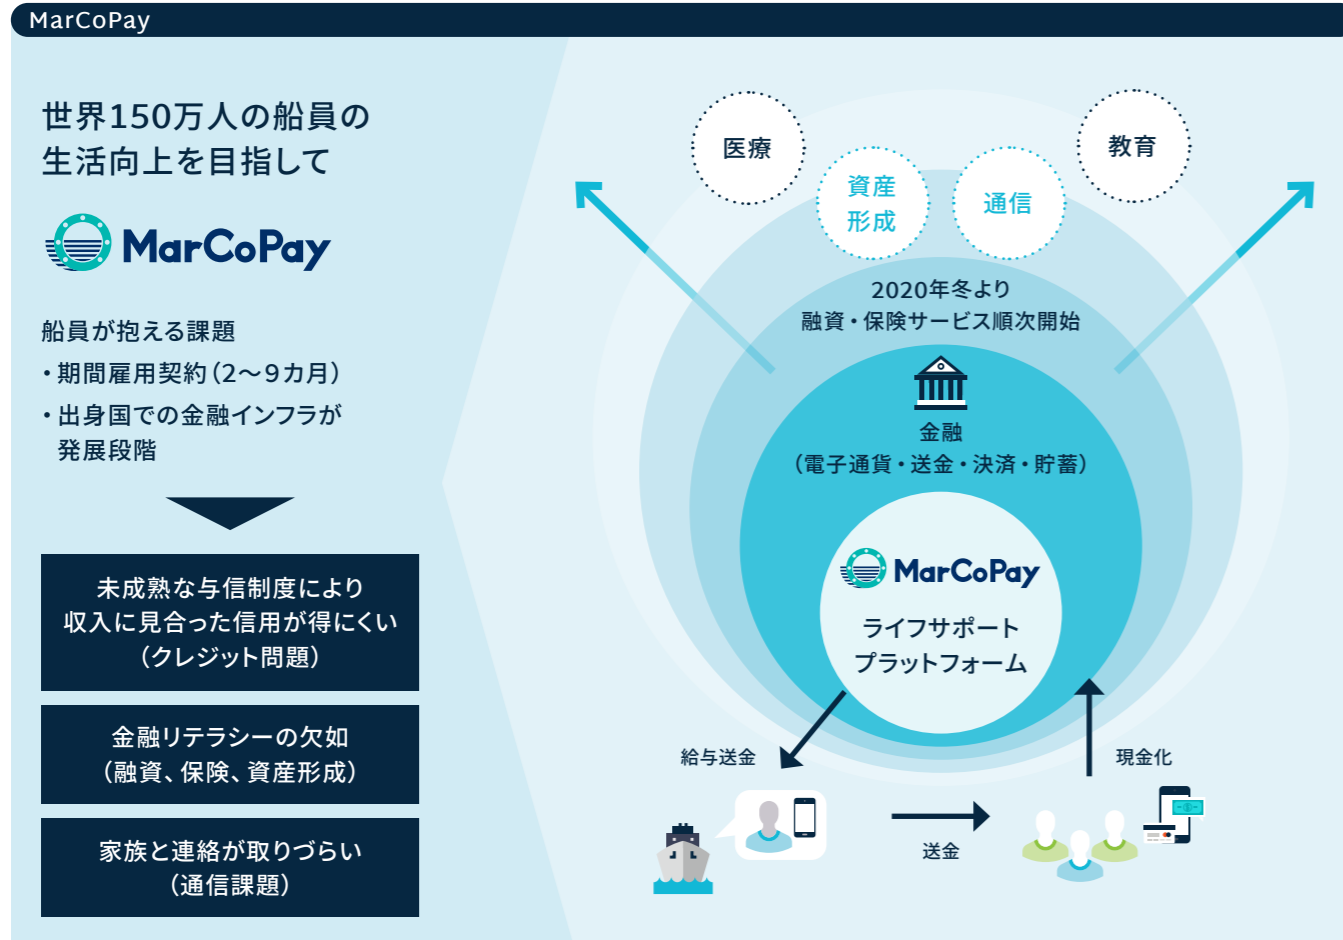 MarCoPay
世界150万人の船員の
生活向上を目指して
MarCoPay
船員が抱える課題
・期間雇用契約(2〜9カ月)
・出身国での金融インフラが
発展段階
未成熟な与信制度により
収入に見合った信用が得にくい
(クレジット問題)
金融リテラシーの欠如
(融資、保険、資産形成)
家族と連絡が取りづらい
(通信課題)
医療
資産
形成
通信
教育
2020年冬より
融資・保険サービス順次開始
金融
(電子通貨・送金・決済・貯蓄)
MarCoPay
ライフサポート
プラットフォーム
給与送金
送金
現金化